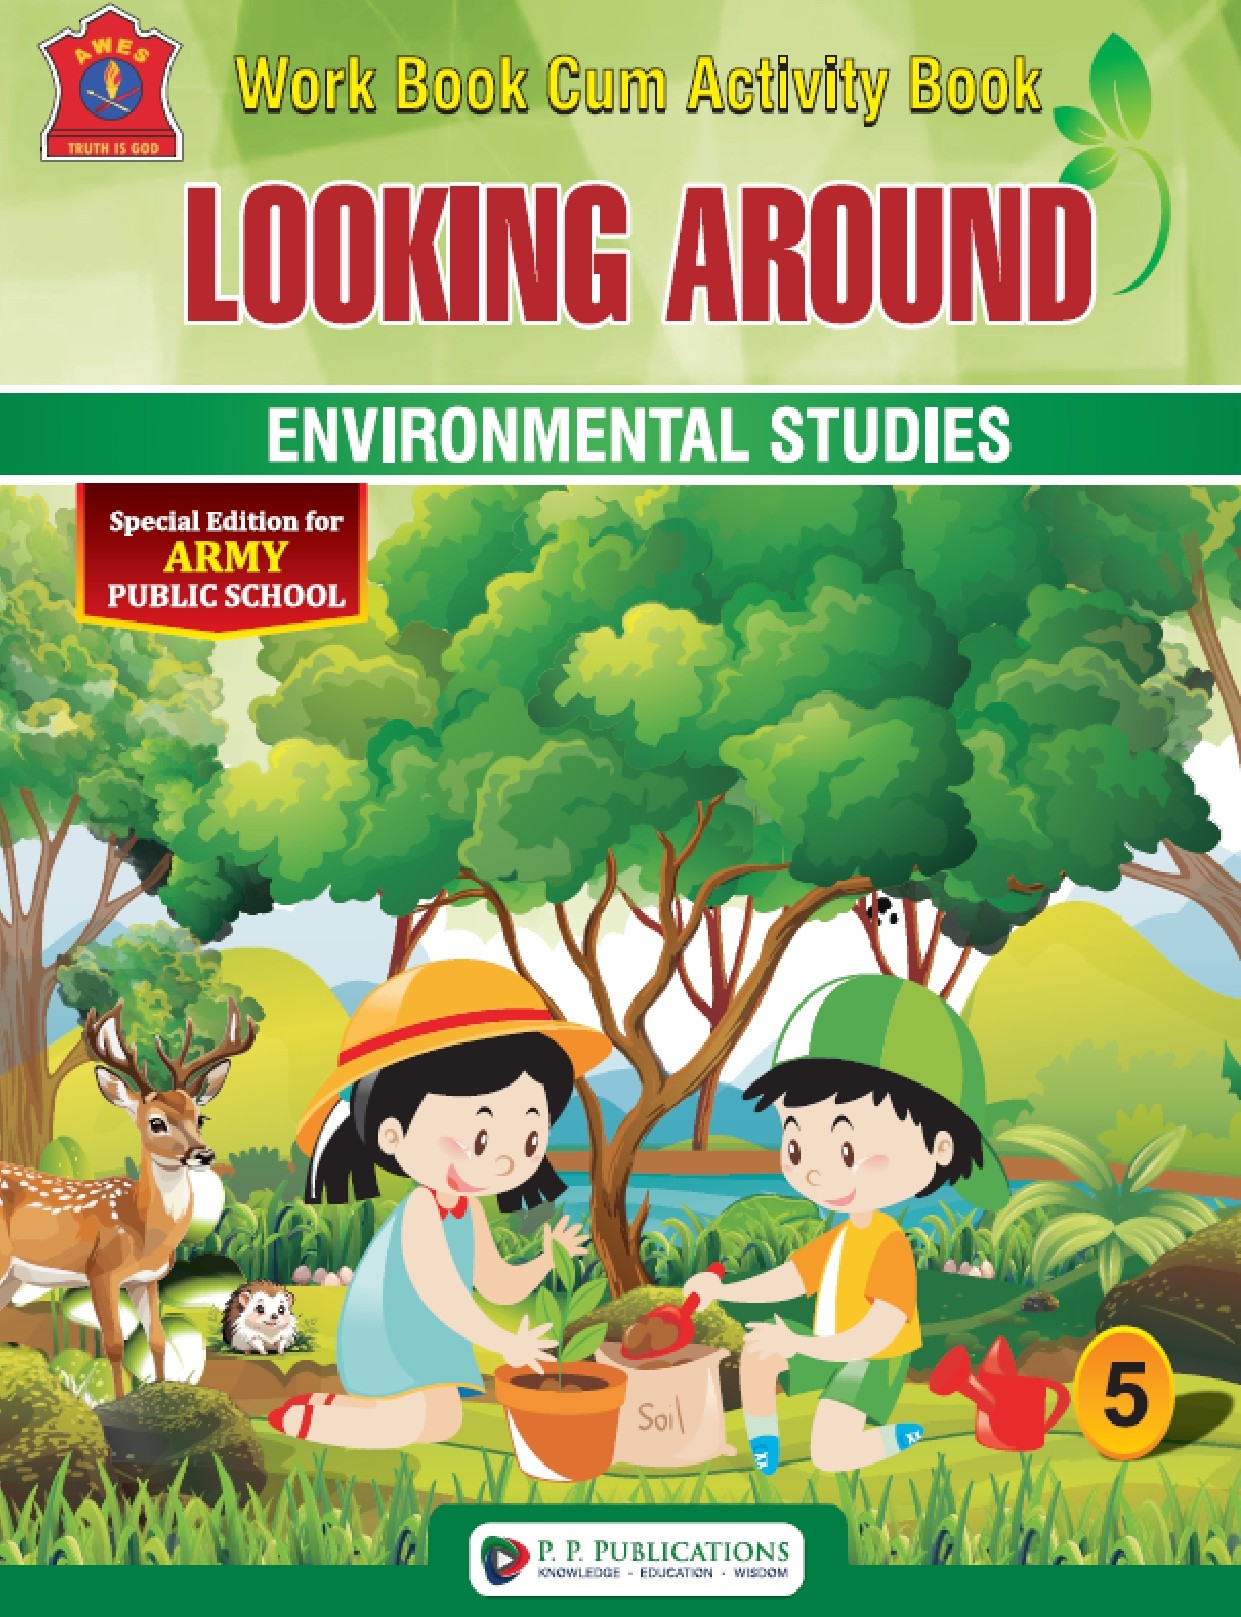 AWES
TRUTH IS GOD
Work Book Cum Activity Book
LOOKING AROUND
ENVIRONMENTAL STUDIES
Special Edition for
ARMY
PUBLIC SCHOOL
Soil
5
P. P. PUBLICATIONS
KNOWLEDGE - EDUCATION - WISDOM